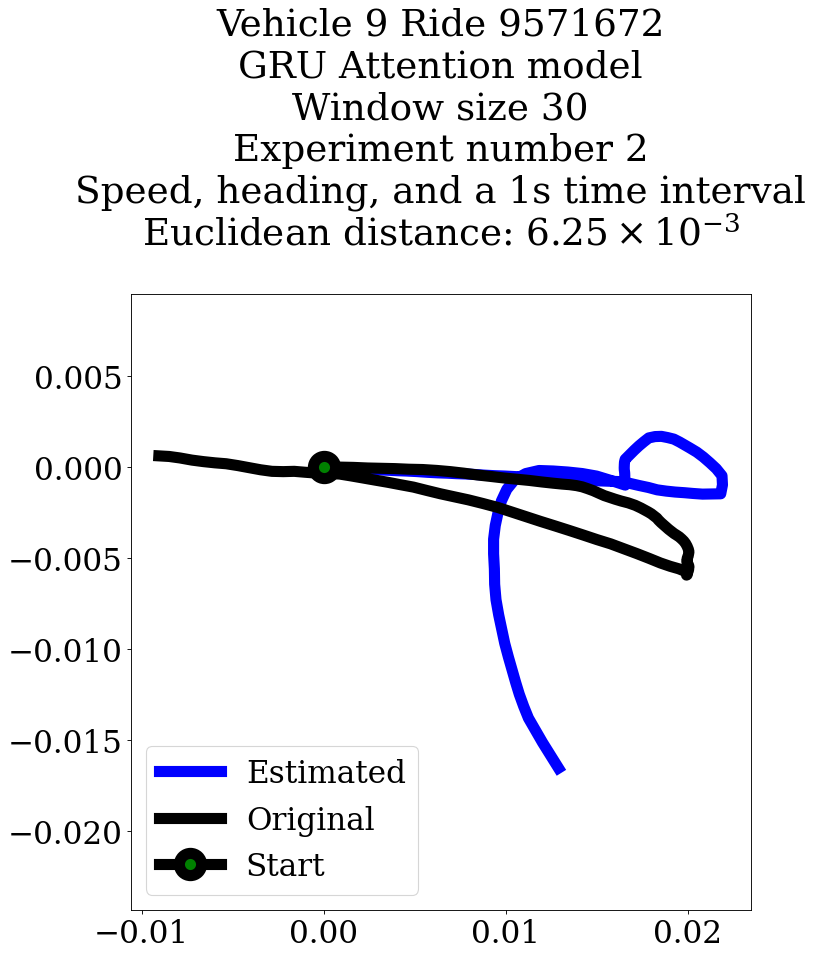 Vehicle 9 Ride 9571672
GRU Attention model
Window size 30
Experiment number 2
Speed, heading, and a 1s time interval
Euclidean distance: 6.25 × 10⁻³
0.005
0.000
−0.005
−0.010
−0.015
−0.020
Estimated
Original
Start
−0.01 0.00 0.01 0.02